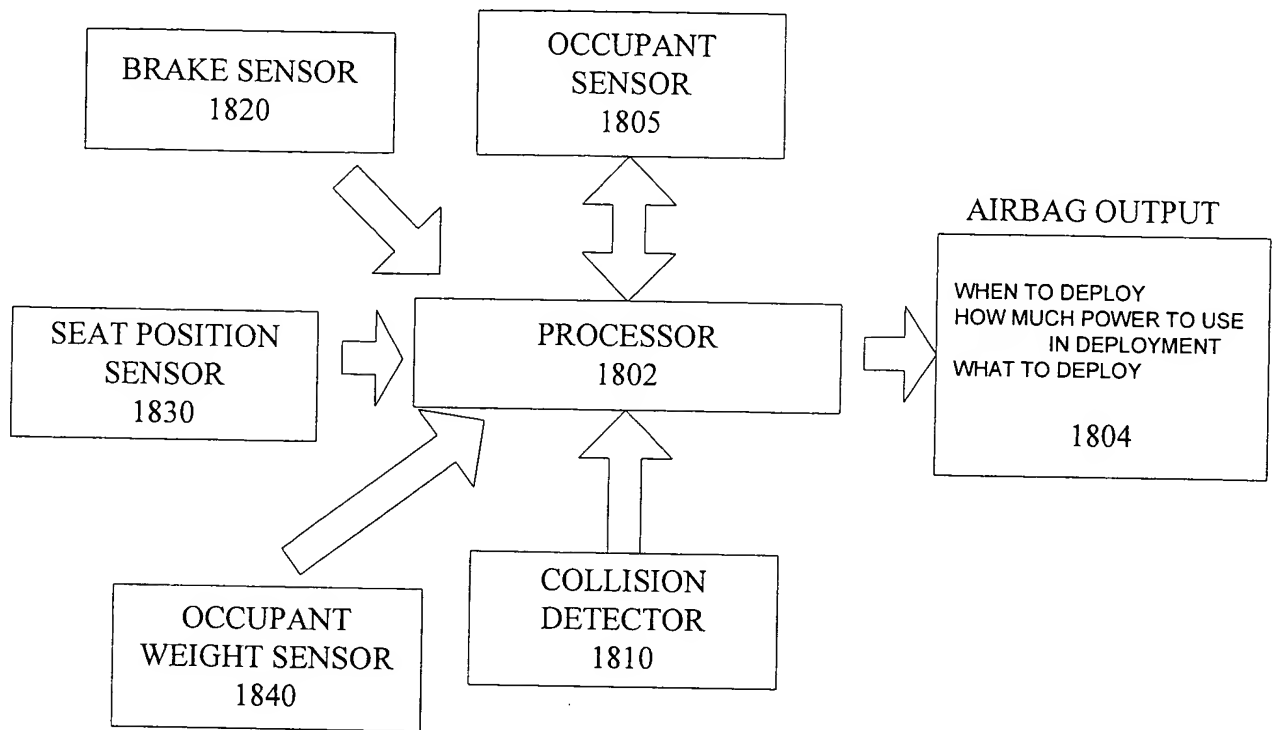 BRAKE SENSOR
1820
OCCUPANT
SENSOR
1805
AIRBAG OUTPUT
WHEN TO DEPLOY
HOW MUCH POWER TO USE
IN DEPLOYMENT
WHAT TO DEPLOY
1804
SEAT POSITION
SENSOR
1830
PROCESSOR
1802
OCCUPANT
WEIGHT SENSOR
1840
COLLISION
DETECTOR
1810